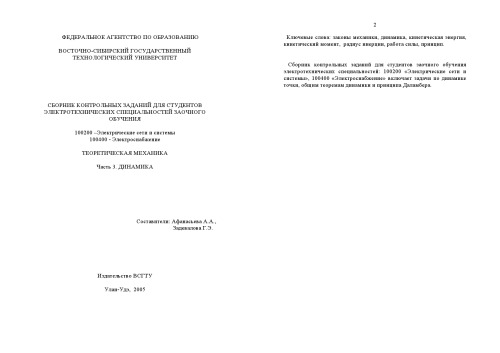 ФЕДЕРАЛЬНОЕ АГЕНТСТВО ПО ОБРАЗОВАНИЮ
ВОСТОЧНО-СИБИРСКИЙ ГОСУДАРСТВЕННЫЙ
ТЕХНОЛОГИЧЕСКИЙ УНИВЕРСИТЕТ
СБОРНИК КОНТРОЛЬНЫХ ЗАДАНИЙ ДЛЯ СТУДЕНТОВ
ЭЛЕКТРОТЕХНИЧЕСКИХ СПЕЦИАЛЬНОСТЕЙ ЗАОЧНОГО
ОБУЧЕНИЯ
100200 –Электрические сети и системы
100400 - Электроснабжение
ТЕОРЕТИЧЕСКАЯ МЕХАНИКА
Часть 3. ДИНАМИКА
Составители: Афанасьева А.А.,
Г.Э.
Издательство ВСГТУ
Улан-Удэ, 2005
2
Ключевые слова: законы механики, динамика, кинетическая энергия,
кинетический момент, радиус инерции, работа силы, принцип.
Сборник контрольных заданий для студентов заочного обучения
электротехнических специальностей: 100200 «Электрические сети и
системы», 100400 «Электроснабжение» включает задачи по динамике
точки, общим теоремам динамики и принципа Даламбера.